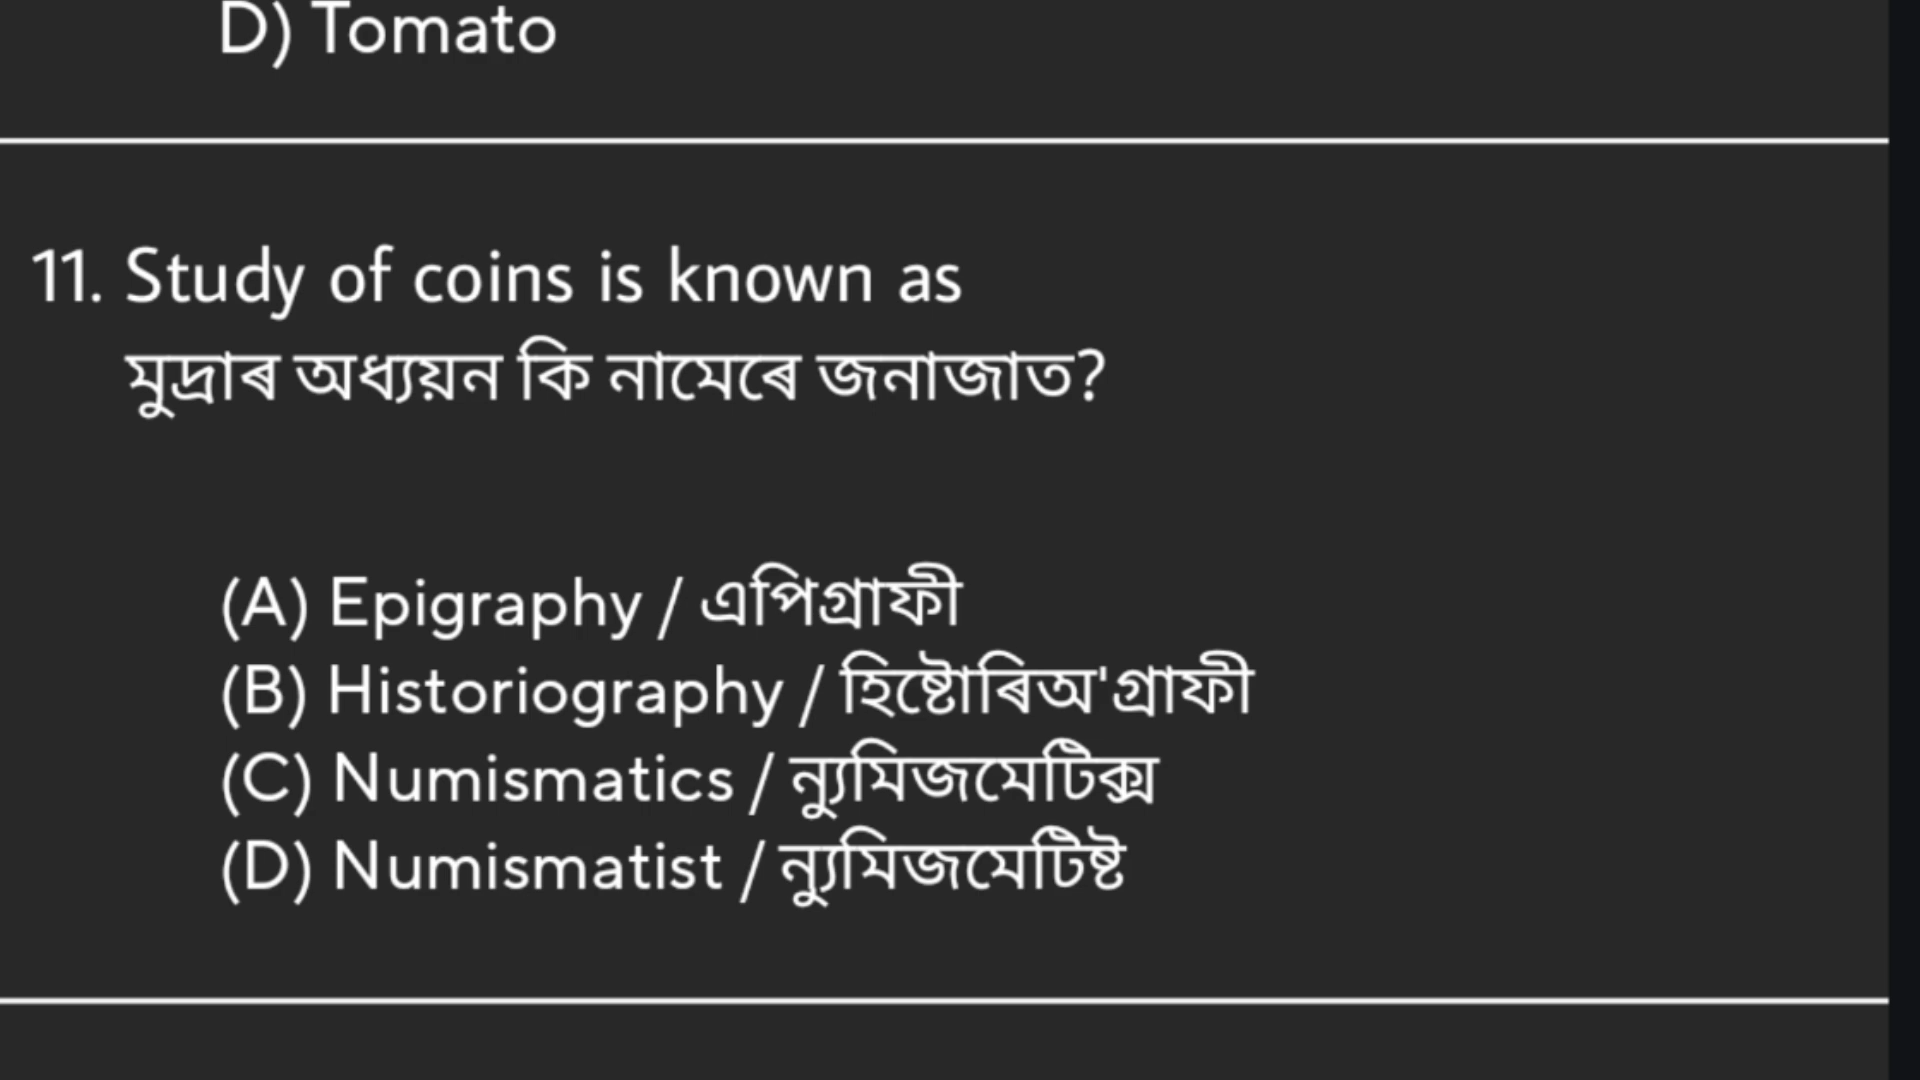 D) Tomato
11. Study of coins is known as
মুদ্ৰাৰ অধ্যয়ন কি নামেৰে জনাজাত?
(A) Epigraphy / এপিগ্ৰাফী
(B) Historiography / হিষ্টোৰিঅ'গ্ৰাফী
(C) Numismatics / ন্যুমিজমেটিক্স
(D) Numismatist / ন্যুমিজমেটিষ্ট